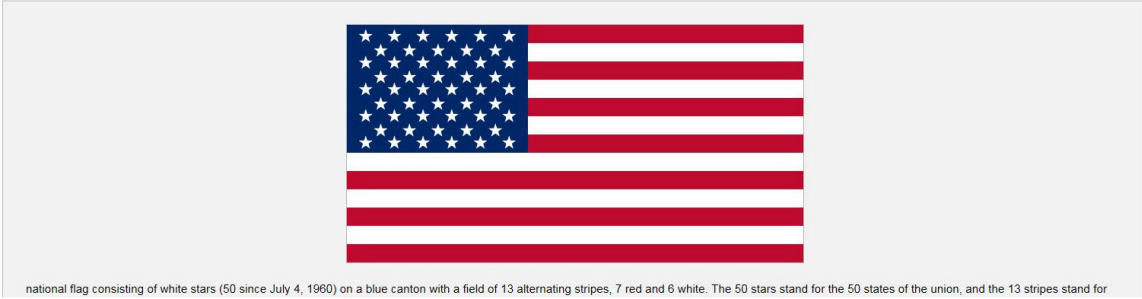 national flag consisting of white stars (50 since July 4, 1960) on a blue canton with a field of 13 alternating stripes, 7 red and 6 white. The 50 stars stand for the 50 states of the union, and the 13 stripes stand for